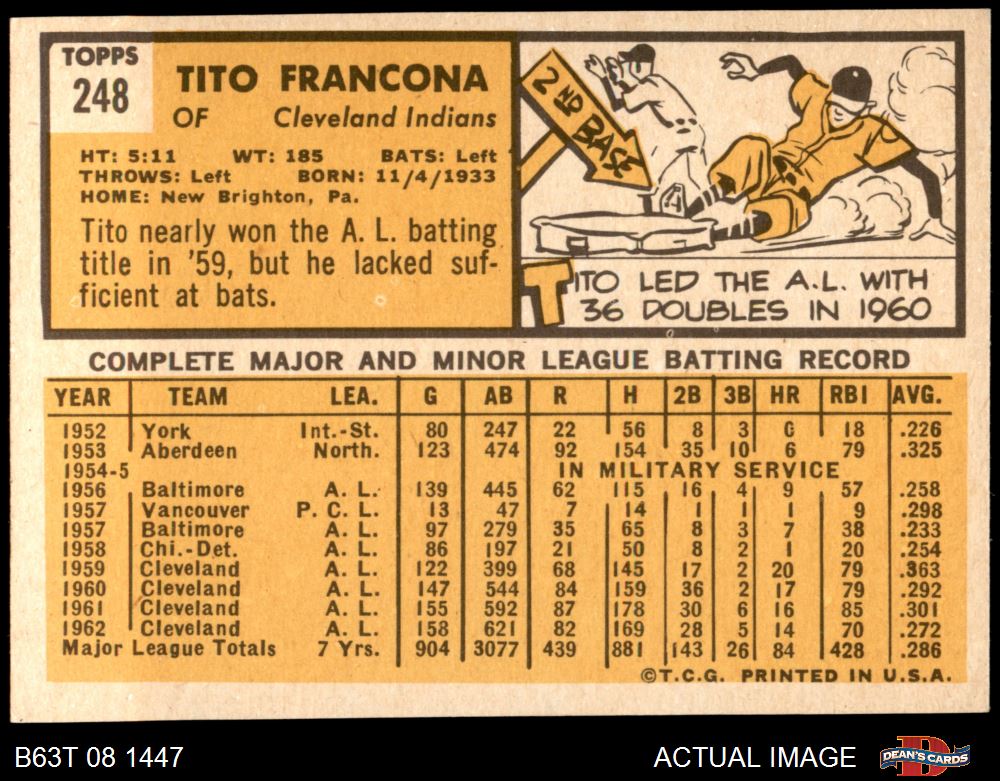 TOPPS
248
TITO FRANCONA
OF Cleveland Indians
HT: 5:11 WT: 185 BATS: Left
THROWS: Left BORN: 11/4/1933
HOME: New Brighton, Pa.
Tito nearly won the A. L. batting
title in '59, but he lacked suf-
ficient at bats.
2 ND BASE
TITO LED THE A.L. WITH
36 DOUBLES IN 1960
COMPLETE MAJOR AND MINOR LEAGUE BATTING RECORD
YEAR TEAM LEA. G AB R H 2B 3B HR RBI AVG.
1952 York Int.-St. 80 247 22 56 8 3 0 18 .226
1953 Aberdeen North. 123 474 92 154 35 10 6 79 .325
1954-5 IN MILITARY SERVICE
1956 Baltimore A. L. 139 445 62 115 16 4 9 57 .258
1957 Vancouver P. C. L. 13 47 7 14 1 1 1 9 .298
1957 Baltimore A. L. 97 279 35 65 8 3 7 38 .233
1958 Chi.-Det. A. L. 86 197 21 50 8 2 1 20 .254
1959 Cleveland A. L. 122 399 68 145 17 2 20 79 .363
1960 Cleveland A. L. 147 544 84 159 36 2 17 79 .292
1961 Cleveland A. L. 155 592 87 178 30 6 16 85 .301
1962 Cleveland A. L. 158 621 82 169 28 5 14 70 .272
Major League Totals 7 Yrs. 904 3077 439 881 143 26 84 428 .286
©T.C.G. PRINTED IN U.S.A.
B63T 08 1447 ACTUAL IMAGE DEAN'S CARDS